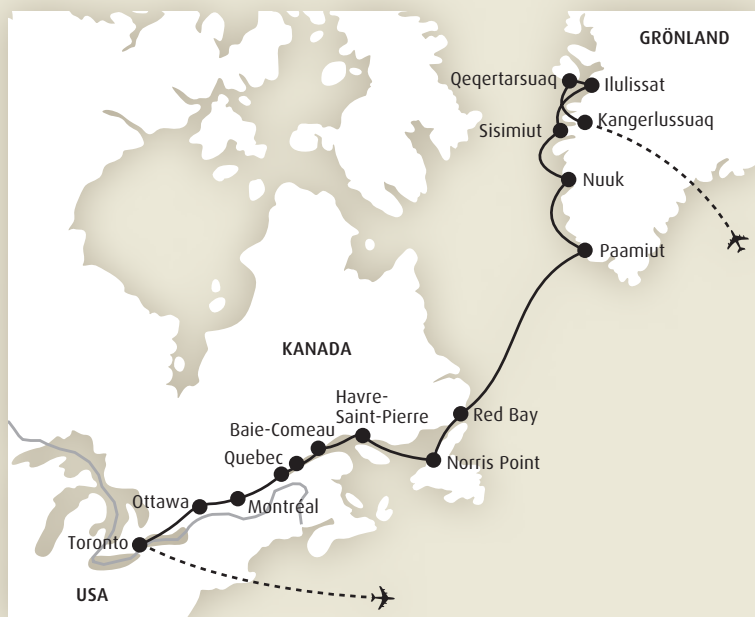 GRÖNLAND
Qeqertarsuaq
Ilulissat
Kangerlussuaq
Sisimiut
Nuuk
Paamiut
KANADA
Havre-
Saint-Pierre
Red Bay
Baie-Comeau
Quebec
Norris Point
Ottawa
Montréal
Toronto
USA